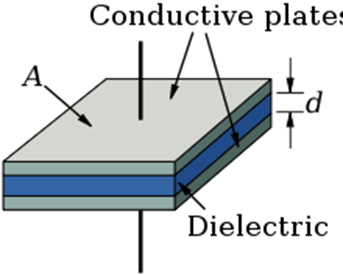 Conductive plates
A
d
Dielectric